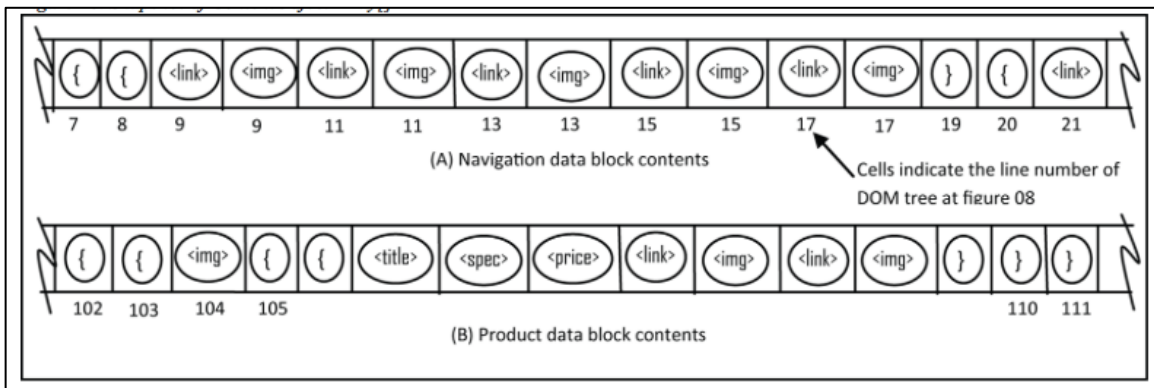 { { <link> <img> <link> <img> <link> <img> <link> <img> <link> <img> } { <link>
7 8 9 9 11 11 13 13 15 15 17 17 19 20 21
(A) Navigation data block contents
Cells indicate the line number of
DOM tree at figure 08
{ { <img> { { <title> <spec> <price> <link> <img> <link> <img> } } }
102 103 104 105 110 111
(B) Product data block contents